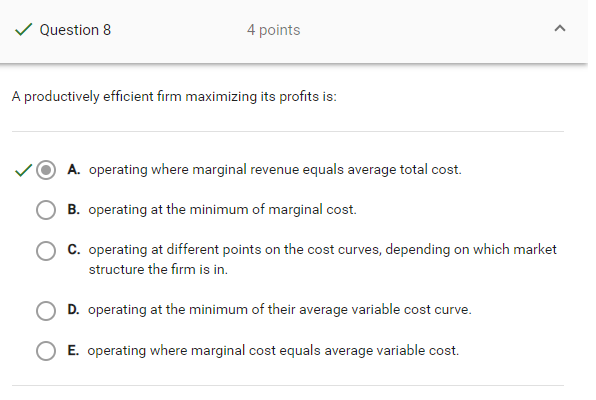 Question 8 4 points
A productively efficient firm maximizing its profits is:
A. operating where marginal revenue equals average total cost.
B. operating at the minimum of marginal cost.
C. operating at different points on the cost curves, depending on which market
structure the firm is in.
D. operating at the minimum of their average variable cost curve.
E. operating where marginal cost equals average variable cost.